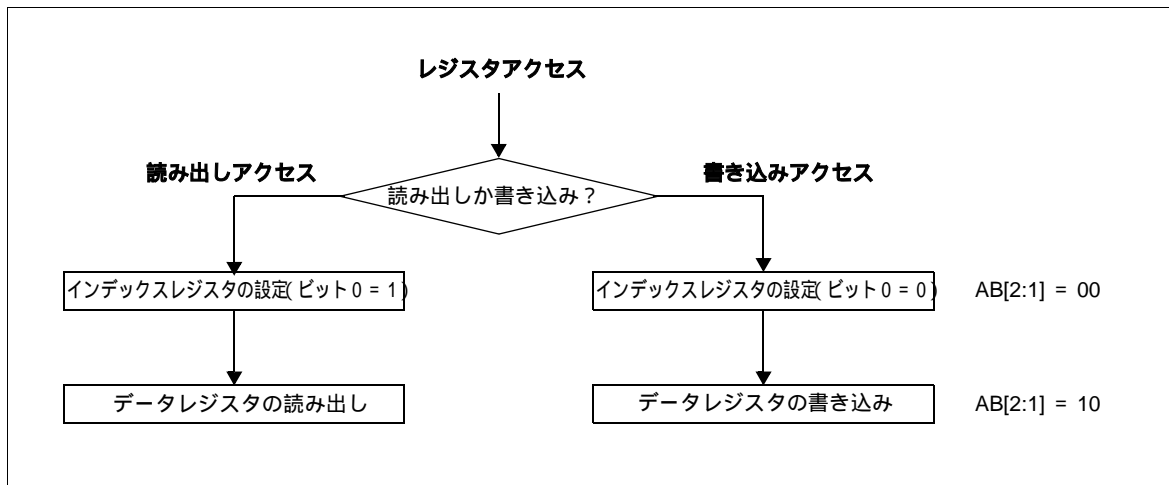 レジスタアクセス
読み出しアクセス
書き込みアクセス
読み出しか書き込み？
インデックスレジスタの設定(ビット0 = 1)
インデックスレジスタの設定(ビット0 = 0)
AB[2:1] = 00
データレジスタの読み出し
データレジスタの書き込み
AB[2:1] = 10